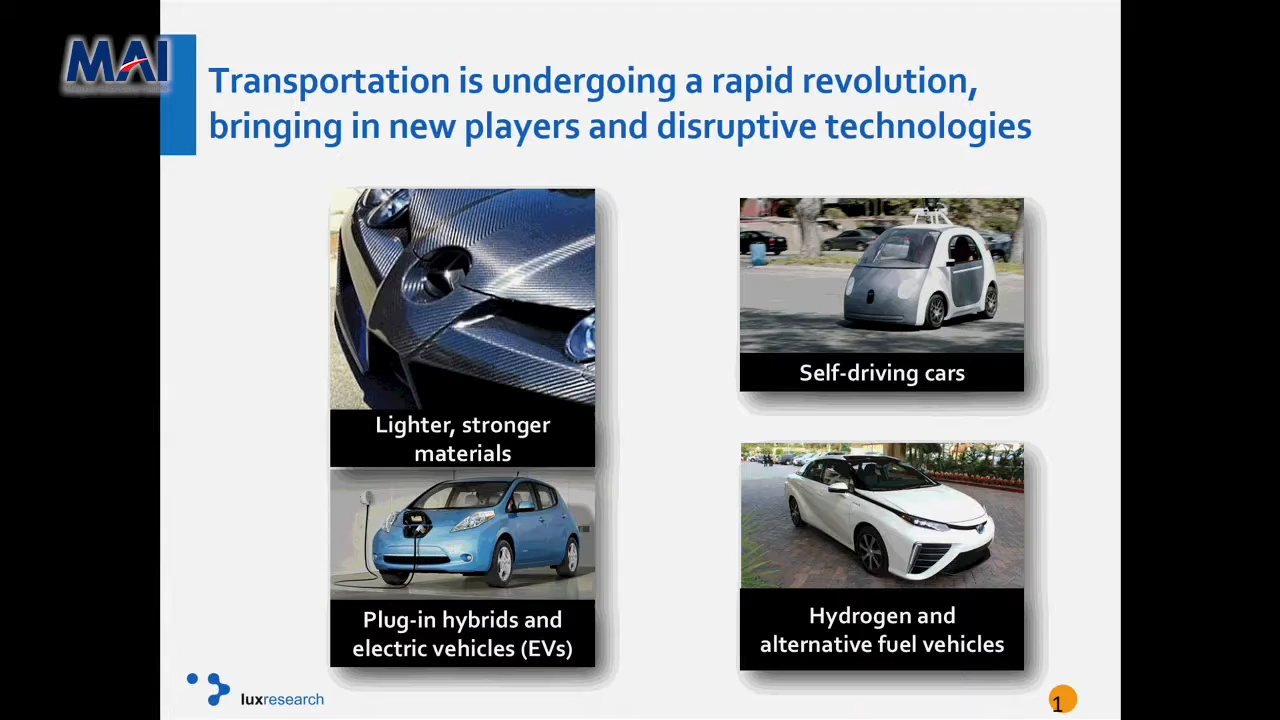 MAI
Transportation is undergoing a rapid revolution,
bringing in new players and disruptive technologies
Lighter, stronger
materials
Self-driving cars
Plug-in hybrids and
electric vehicles (EVs)
Hydrogen and
alternative fuel vehicles
luxresearch
1